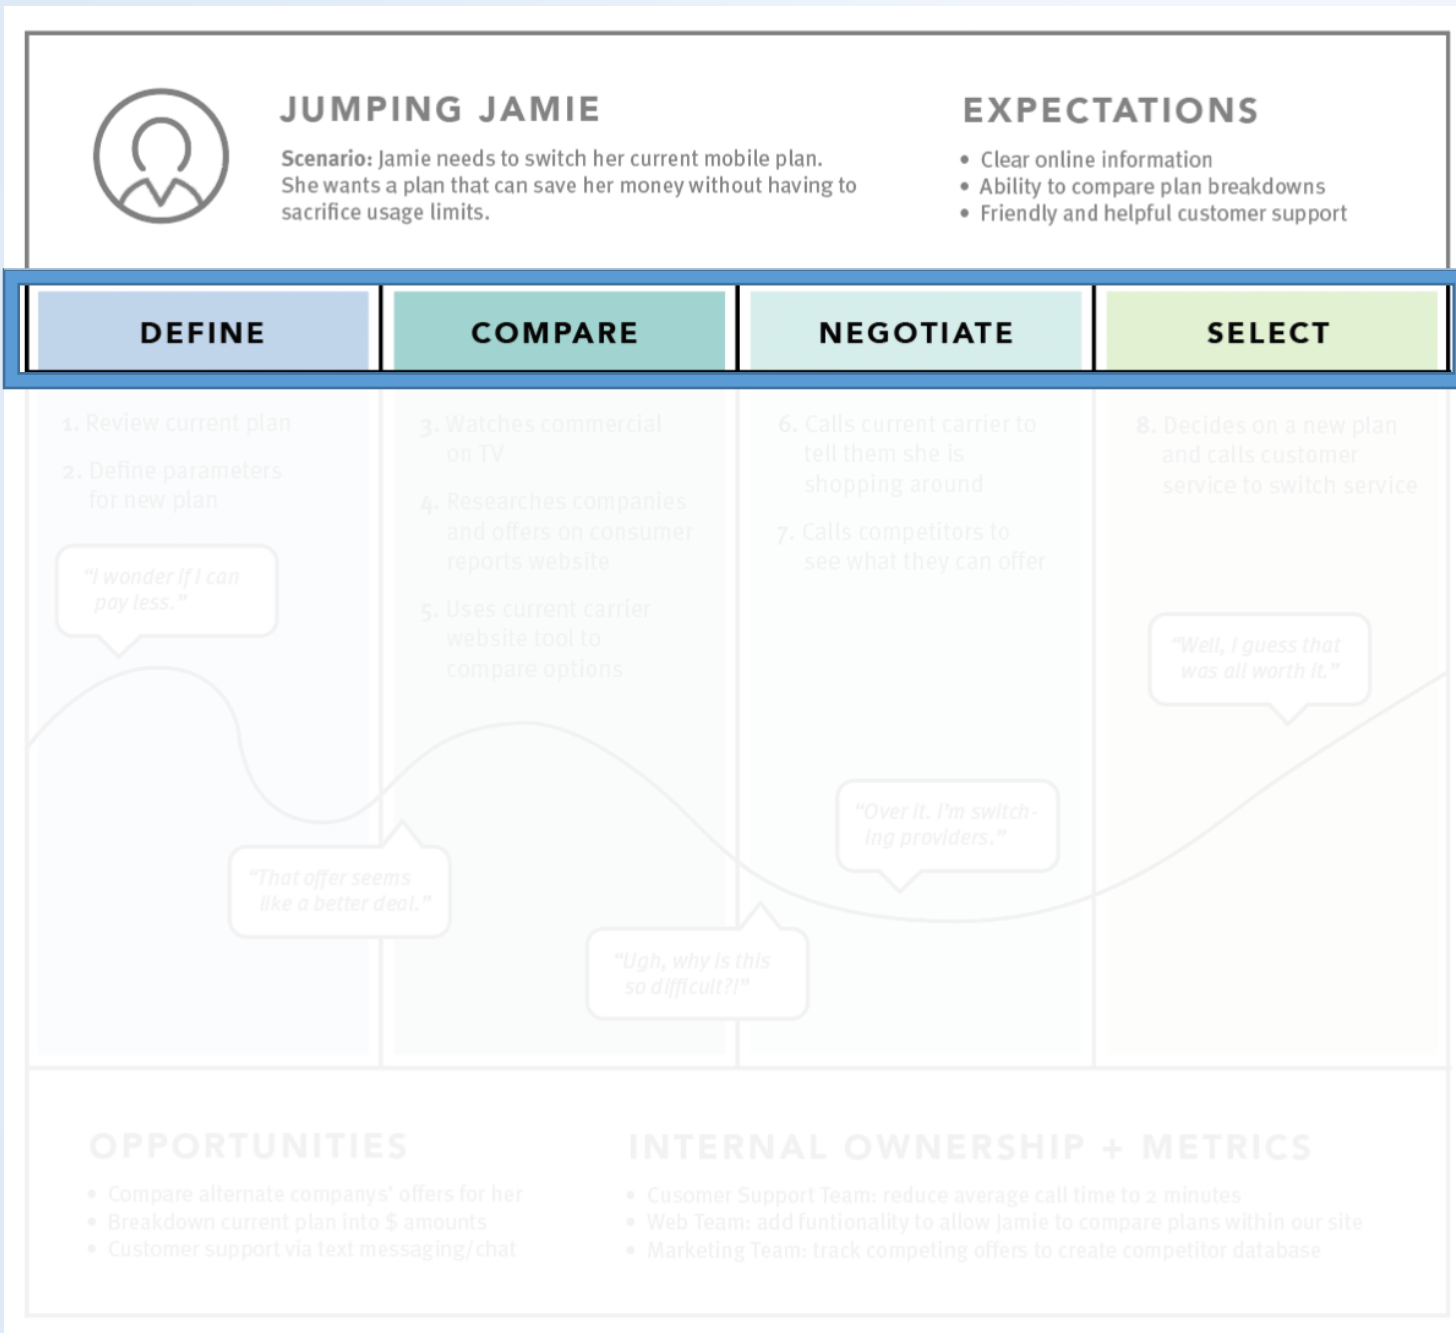 JUMPING JAMIE
Scenario: Jamie needs to switch her current mobile plan.
She wants a plan that can save her money without having to
sacrifice usage limits.
EXPECTATIONS
• Clear online information
• Ability to compare plan breakdowns
• Friendly and helpful customer support
DEFINE
COMPARE
NEGOTIATE
SELECT
1. Review current plan
2. Define parameters
for new plan
"I wonder if I can
pay less."
"That offer seems
like a better deal."
3. Watches commercial
on TV
4. Researches companies
and offers on consumer
reports website
5. Uses current carrier
website tool to
compare options
"Ugh, why is this
so difficult?!"
6. Calls current carrier to
tell them she is
shopping around
7. Calls competitors to
see what they can offer
"Over it. I'm switch-
ing providers."
8. Decides on a new plan
and calls customer
service to switch service
"Well, I guess that
was all worth it."
OPPORTUNITIES
• Compare alternate companys' offers for her
• Breakdown current plan into $ amounts
• Customer support via text messaging/chat
INTERNAL OWNERSHIP + METRICS
• Cusomer Support Team: reduce average call time to 2 minutes
• Web Team: add funtionality to allow Jamie to compare plans within our site
• Marketing Team: track competing offers to create competitor database